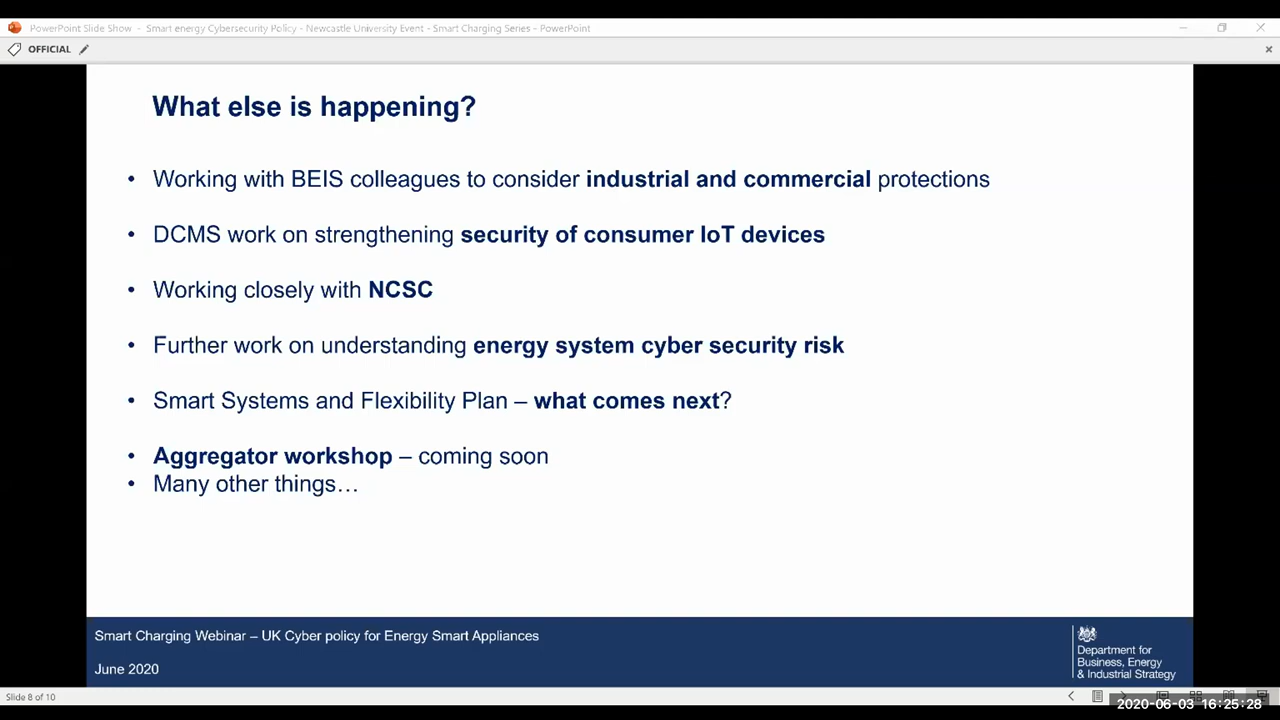 PowerPoint Slide Show - Smart energy Cybersecurity Policy - Newcastle University Event - Smart Charging Series - PowerPoint
OFFICIAL
What else is happening?
• Working with BEIS colleagues to consider industrial and commercial protections
• DCMS work on strengthening security of consumer IoT devices
• Working closely with NCSC
• Further work on understanding energy system cyber security risk
• Smart Systems and Flexibility Plan – what comes next?
• Aggregator workshop – coming soon
• Many other things…
Smart Charging Webinar – UK Cyber policy for Energy Smart Appliances
June 2020
Department for
Business, Energy
& Industrial Strategy
Slide 8 of 10
2020-06-03 16:25:28